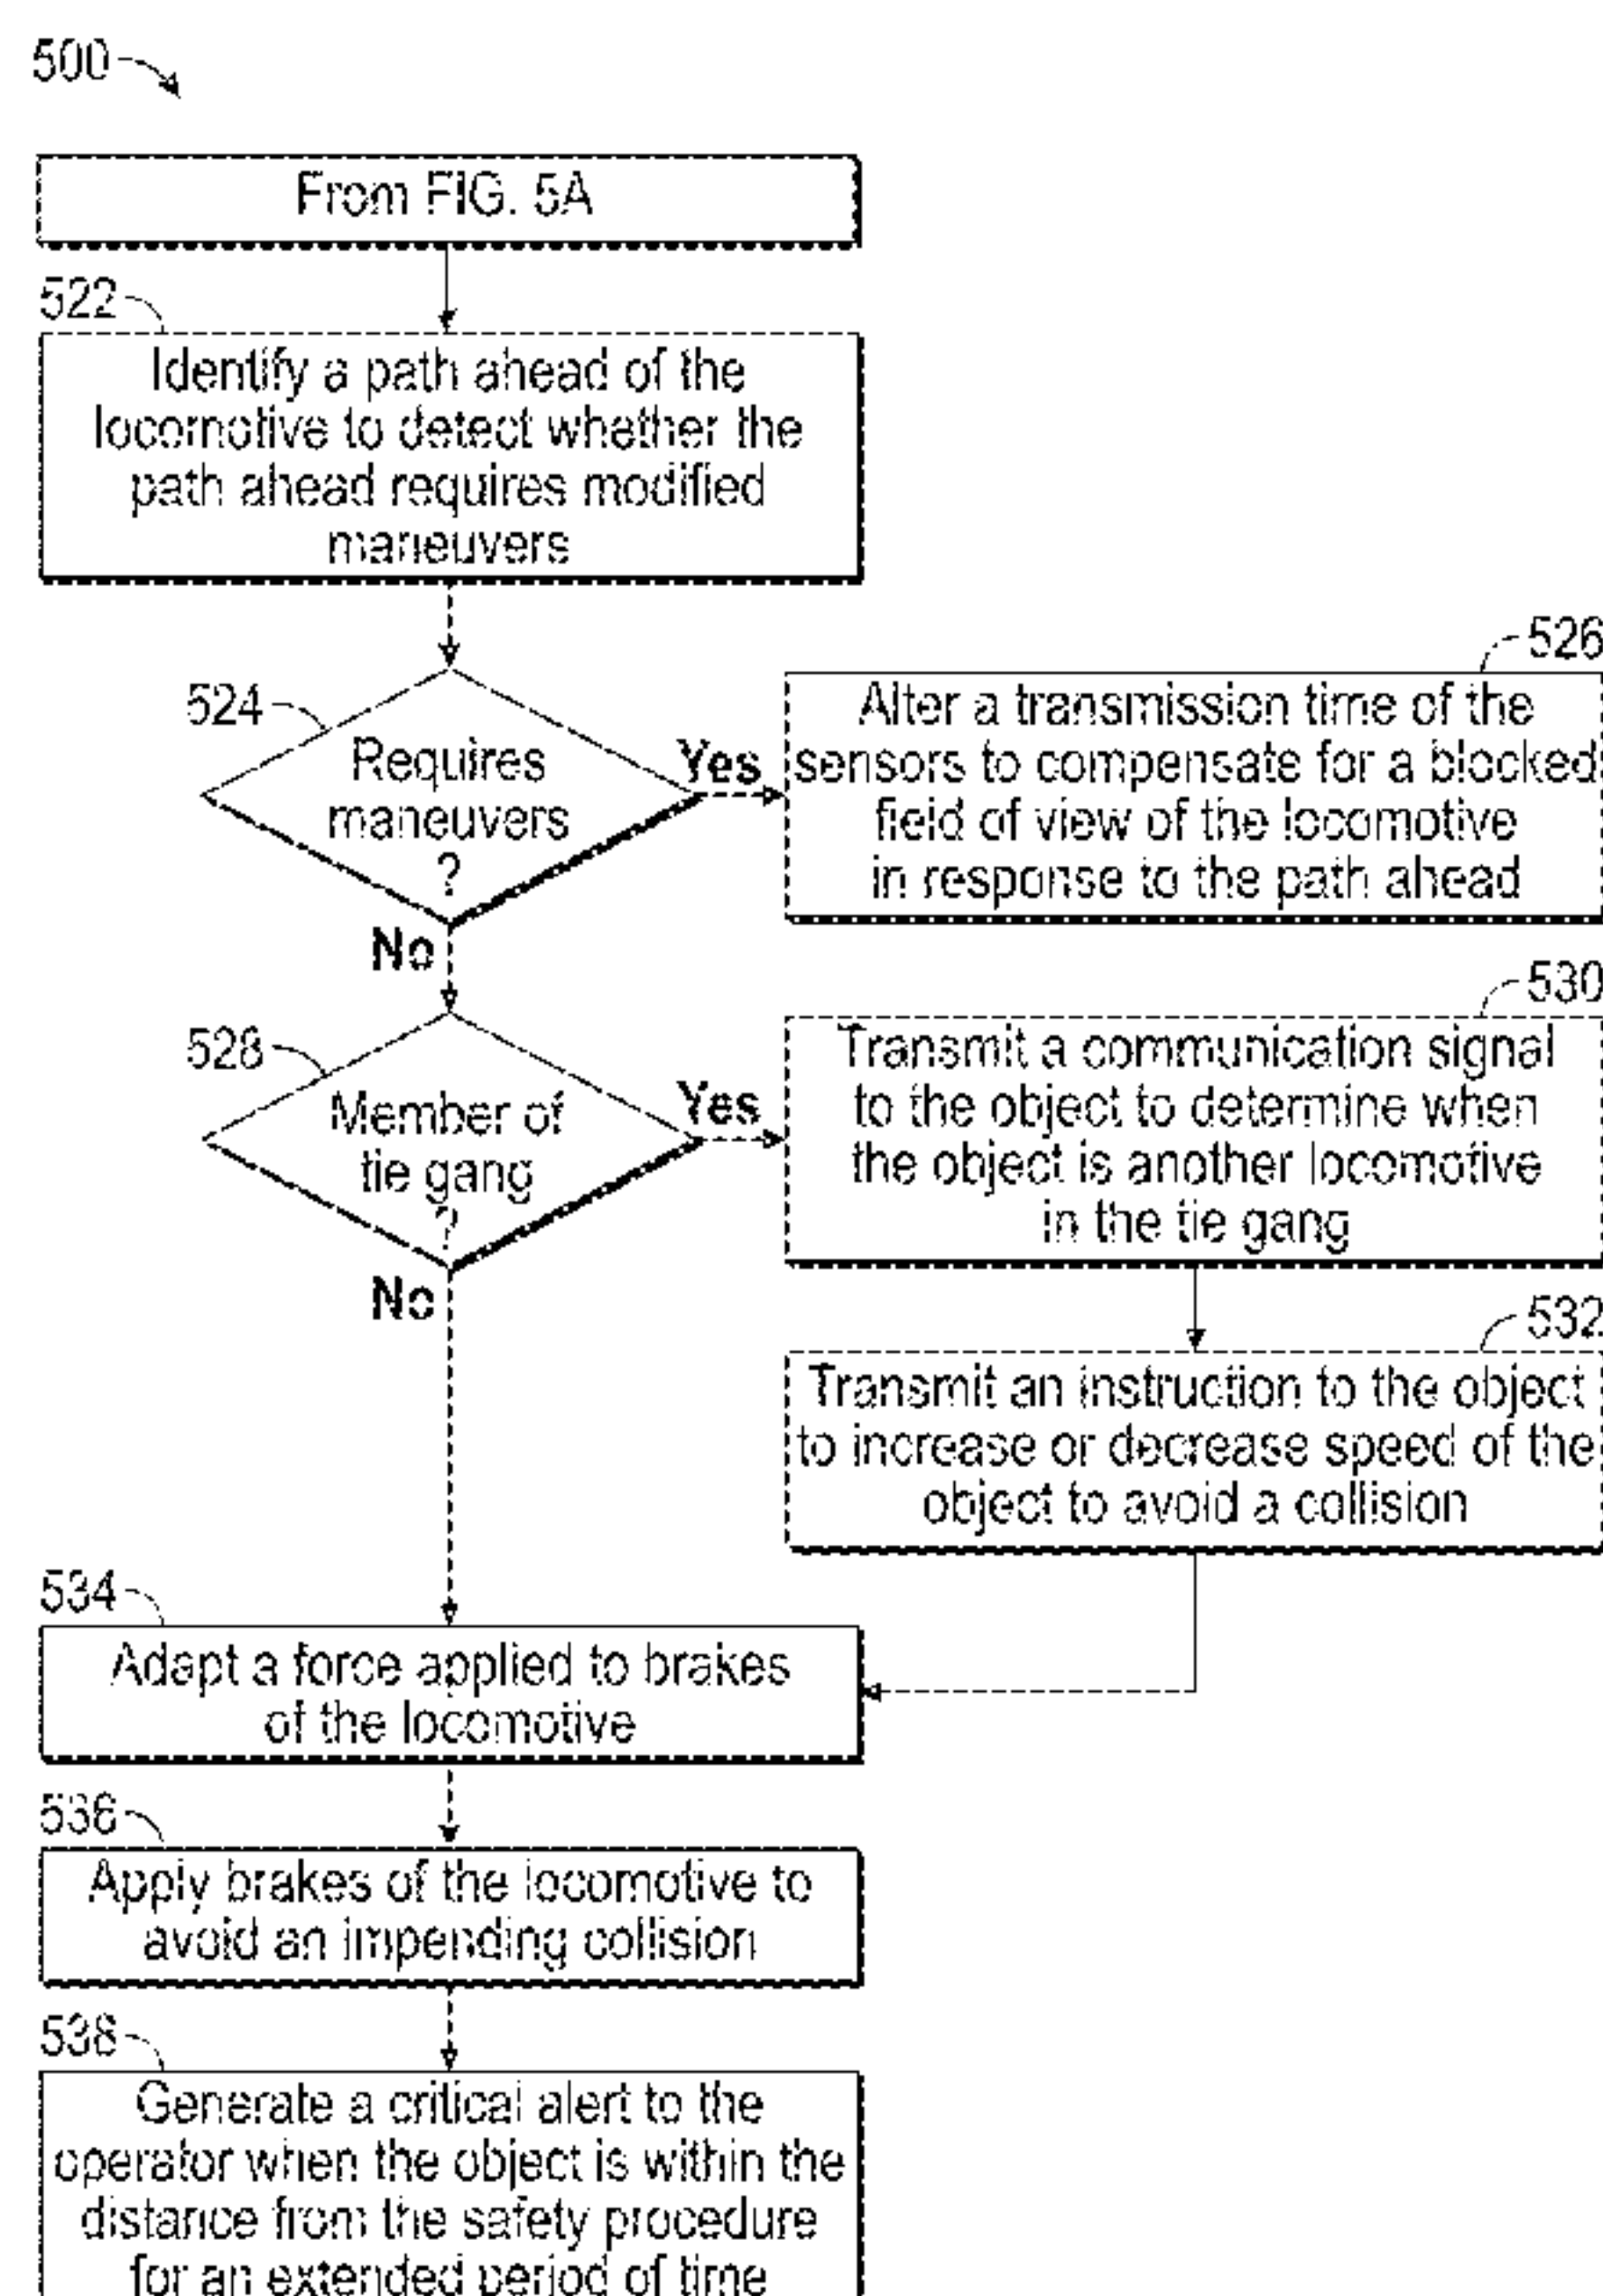 500
From FIG. 5A
522
Identify a path ahead of the
locomotive to detect whether the
path ahead requires modified
maneuvers
524
Requires
maneuvers
?
Yes
No
526
Alter a transmission time of the
sensors to compensate for a blocked
field of view of the locomotive
in response to the path ahead
528
Member of
tie gang
?
Yes
No
530
Transmit a communication signal
to the object to determine when
the object is another locomotive
in the tie gang
532
Transmit an instruction to the object
to increase or decrease speed of the
object to avoid a collision
534
Adapt a force applied to brakes
of the locomotive
536
Apply brakes of the locomotive to
avoid an impending collision
538
Generate a critical alert to the
operator when the object is within the
distance from the safety procedure
for an extended period of time